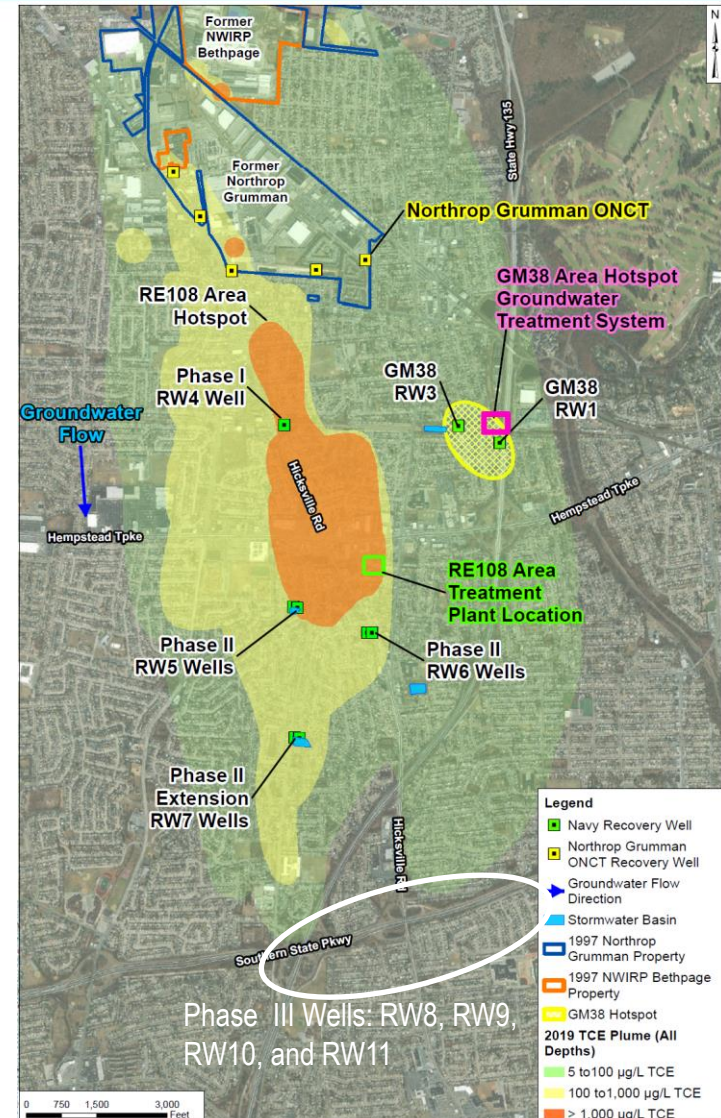 Former
NWIRP
Bethpage
N
State Hwy 135
Former
Northrop
Grumman
Northrop Grumman ONCT
RE108 Area
Hotspot
GM38 Area Hotspot
Groundwater
Treatment System
Phase I
RW4 Well
GM38
RW3
GM38
RW1
Groundwater
Flow
Hicksville Rd
Hempstead Tpke
Hempstead Tpke
RE108 Area
Treatment
Plant Location
Phase II
RW5 Wells
Phase II
RW6 Wells
Phase II
Extension
RW7 Wells
Hicksville Rd
Southern State Pkwy
Phase III Wells: RW8, RW9,
RW10, and RW11
Legend
Navy Recovery Well
Northrop Grumman
ONCT Recovery Well
Groundwater Flow
Direction
Stormwater Basin
1997 Northrop
Grumman Property
1997 NWIRP Bethpage
Property
GM38 Hotspot
2019 TCE Plume (All
Depths)
5 to100 µg/L TCE
100 to1,000 µg/L TCE
> 1,000 µg/L TCE
0 750 1,500 3,000
Feet